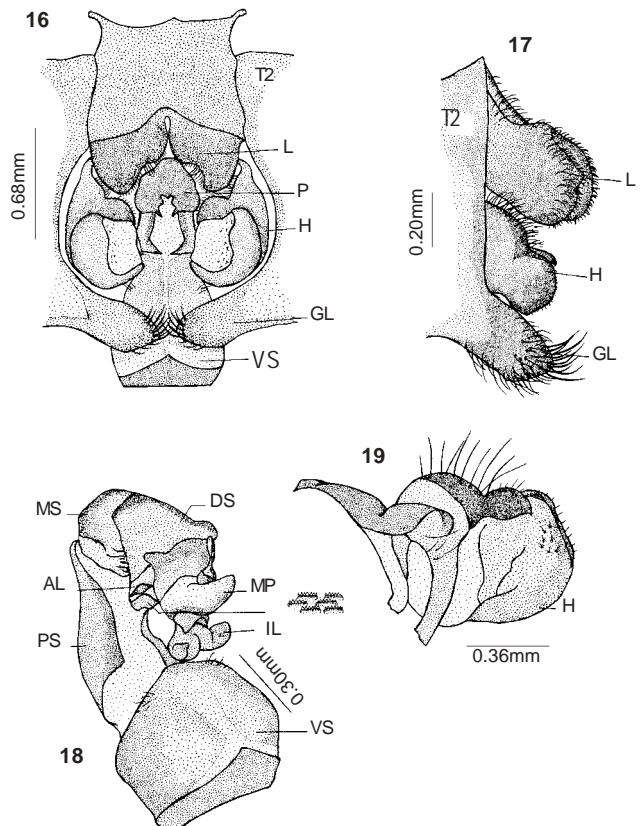 16
T2
L
P
H
GL
VS
0.68mm
17
T2
L
H
GL
0.20mm
18
MS
DS
AL
MP
PS
IL
VS
0.30mm
19
H
0.36mm